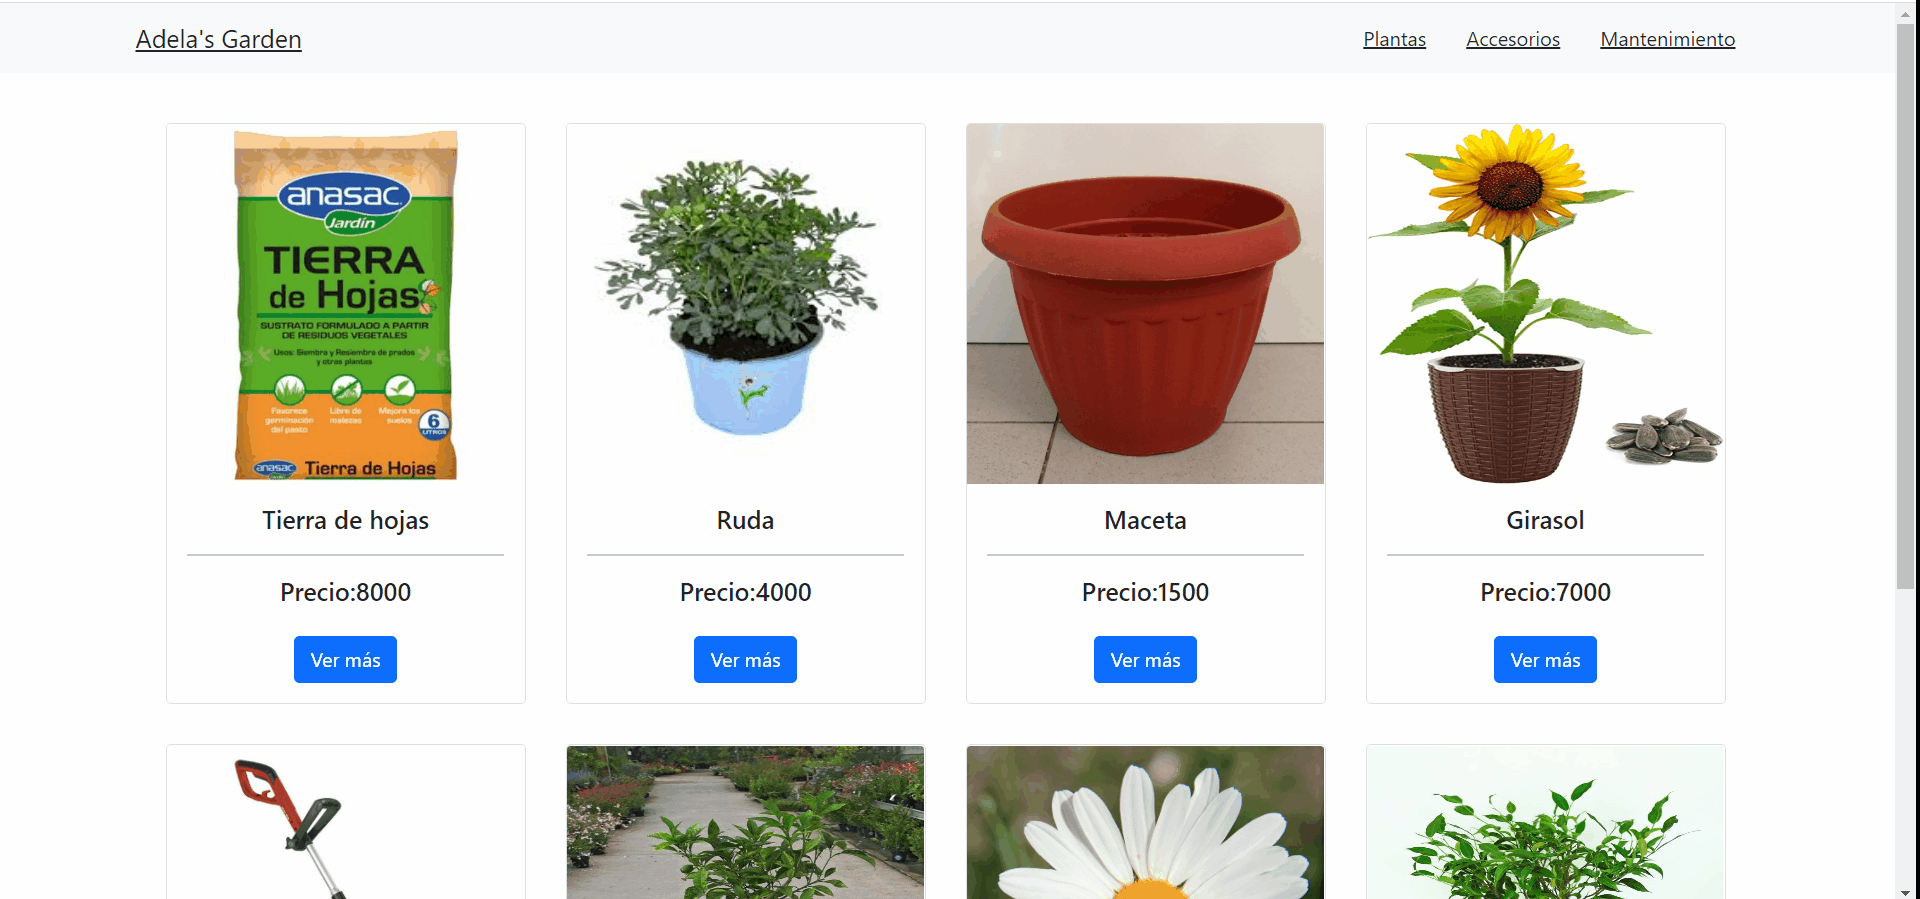 Adela's Garden
Plantas
Accesorios
Mantenimiento
anasac
Jardín
TIERRA
de Hojas
SUSTRATO FORMULADO A PARTIR
DE RESIDUOS VEGETALES
Usos: Siembra y Resiembra de prados
y otras plantas
Favorece
germinación
del pasto
Libre de
malezas
Mejora los
suelos
6
LITROS
anasac
Jardín
Tierra de Hojas
Tierra de hojas
Precio:8000
Ver más
Ruda
Precio:4000
Ver más
Maceta
Precio:1500
Ver más
Girasol
Precio:7000
Ver más